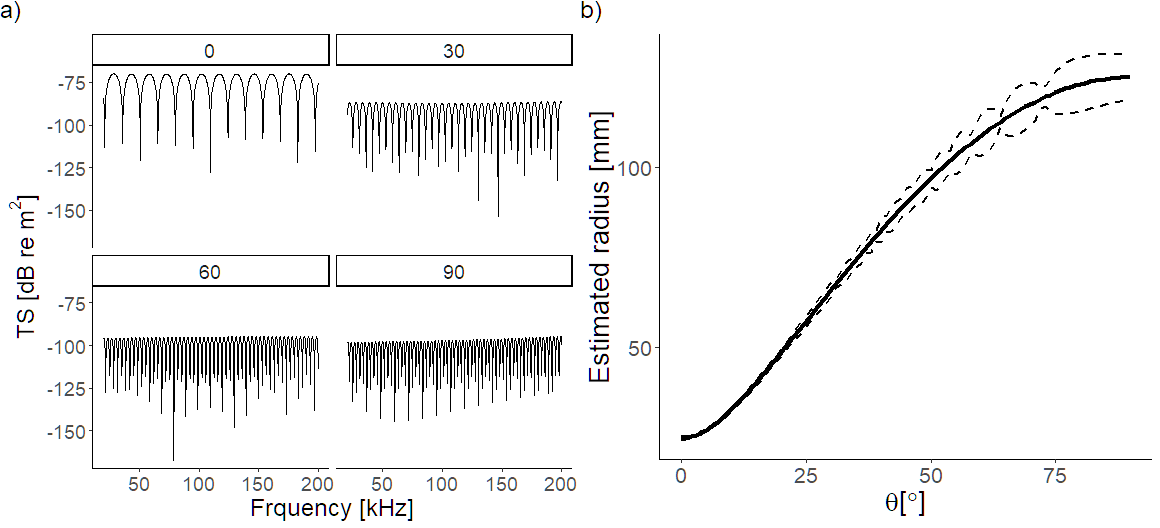 a)
0
30
-75
-100
-125
-150
60
90
-75
-100
-125
-150
50 100 150 200 50 100 150 200
TS [dB re m²]
Frquency [kHz]
b)
Estimated radius [mm]
100
50
0 25 50 75
θ[°]